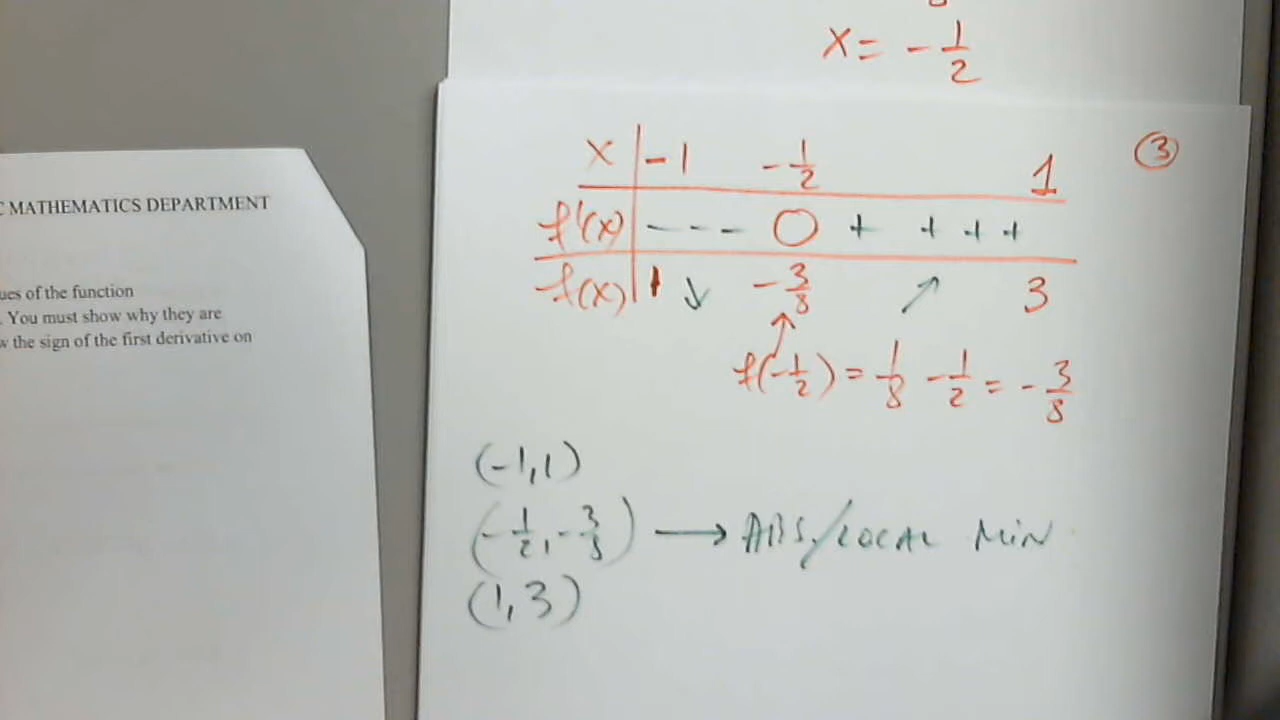 x = -1/2
③
x | -1 -1/2 1
f'(x) | - - - 0 + + + +
f(x) | 1 ↓ -3/8 ↗ 3
f(-1/2) = 1/8 - 1/2 = -3/8
(-1,1)
(-1/2, -3/8) → ABS/LOCAL MIN
(1,3)
C MATHEMATICS DEPARTMENT
ues of the function
. You must show why they are
w the sign of the first derivative on